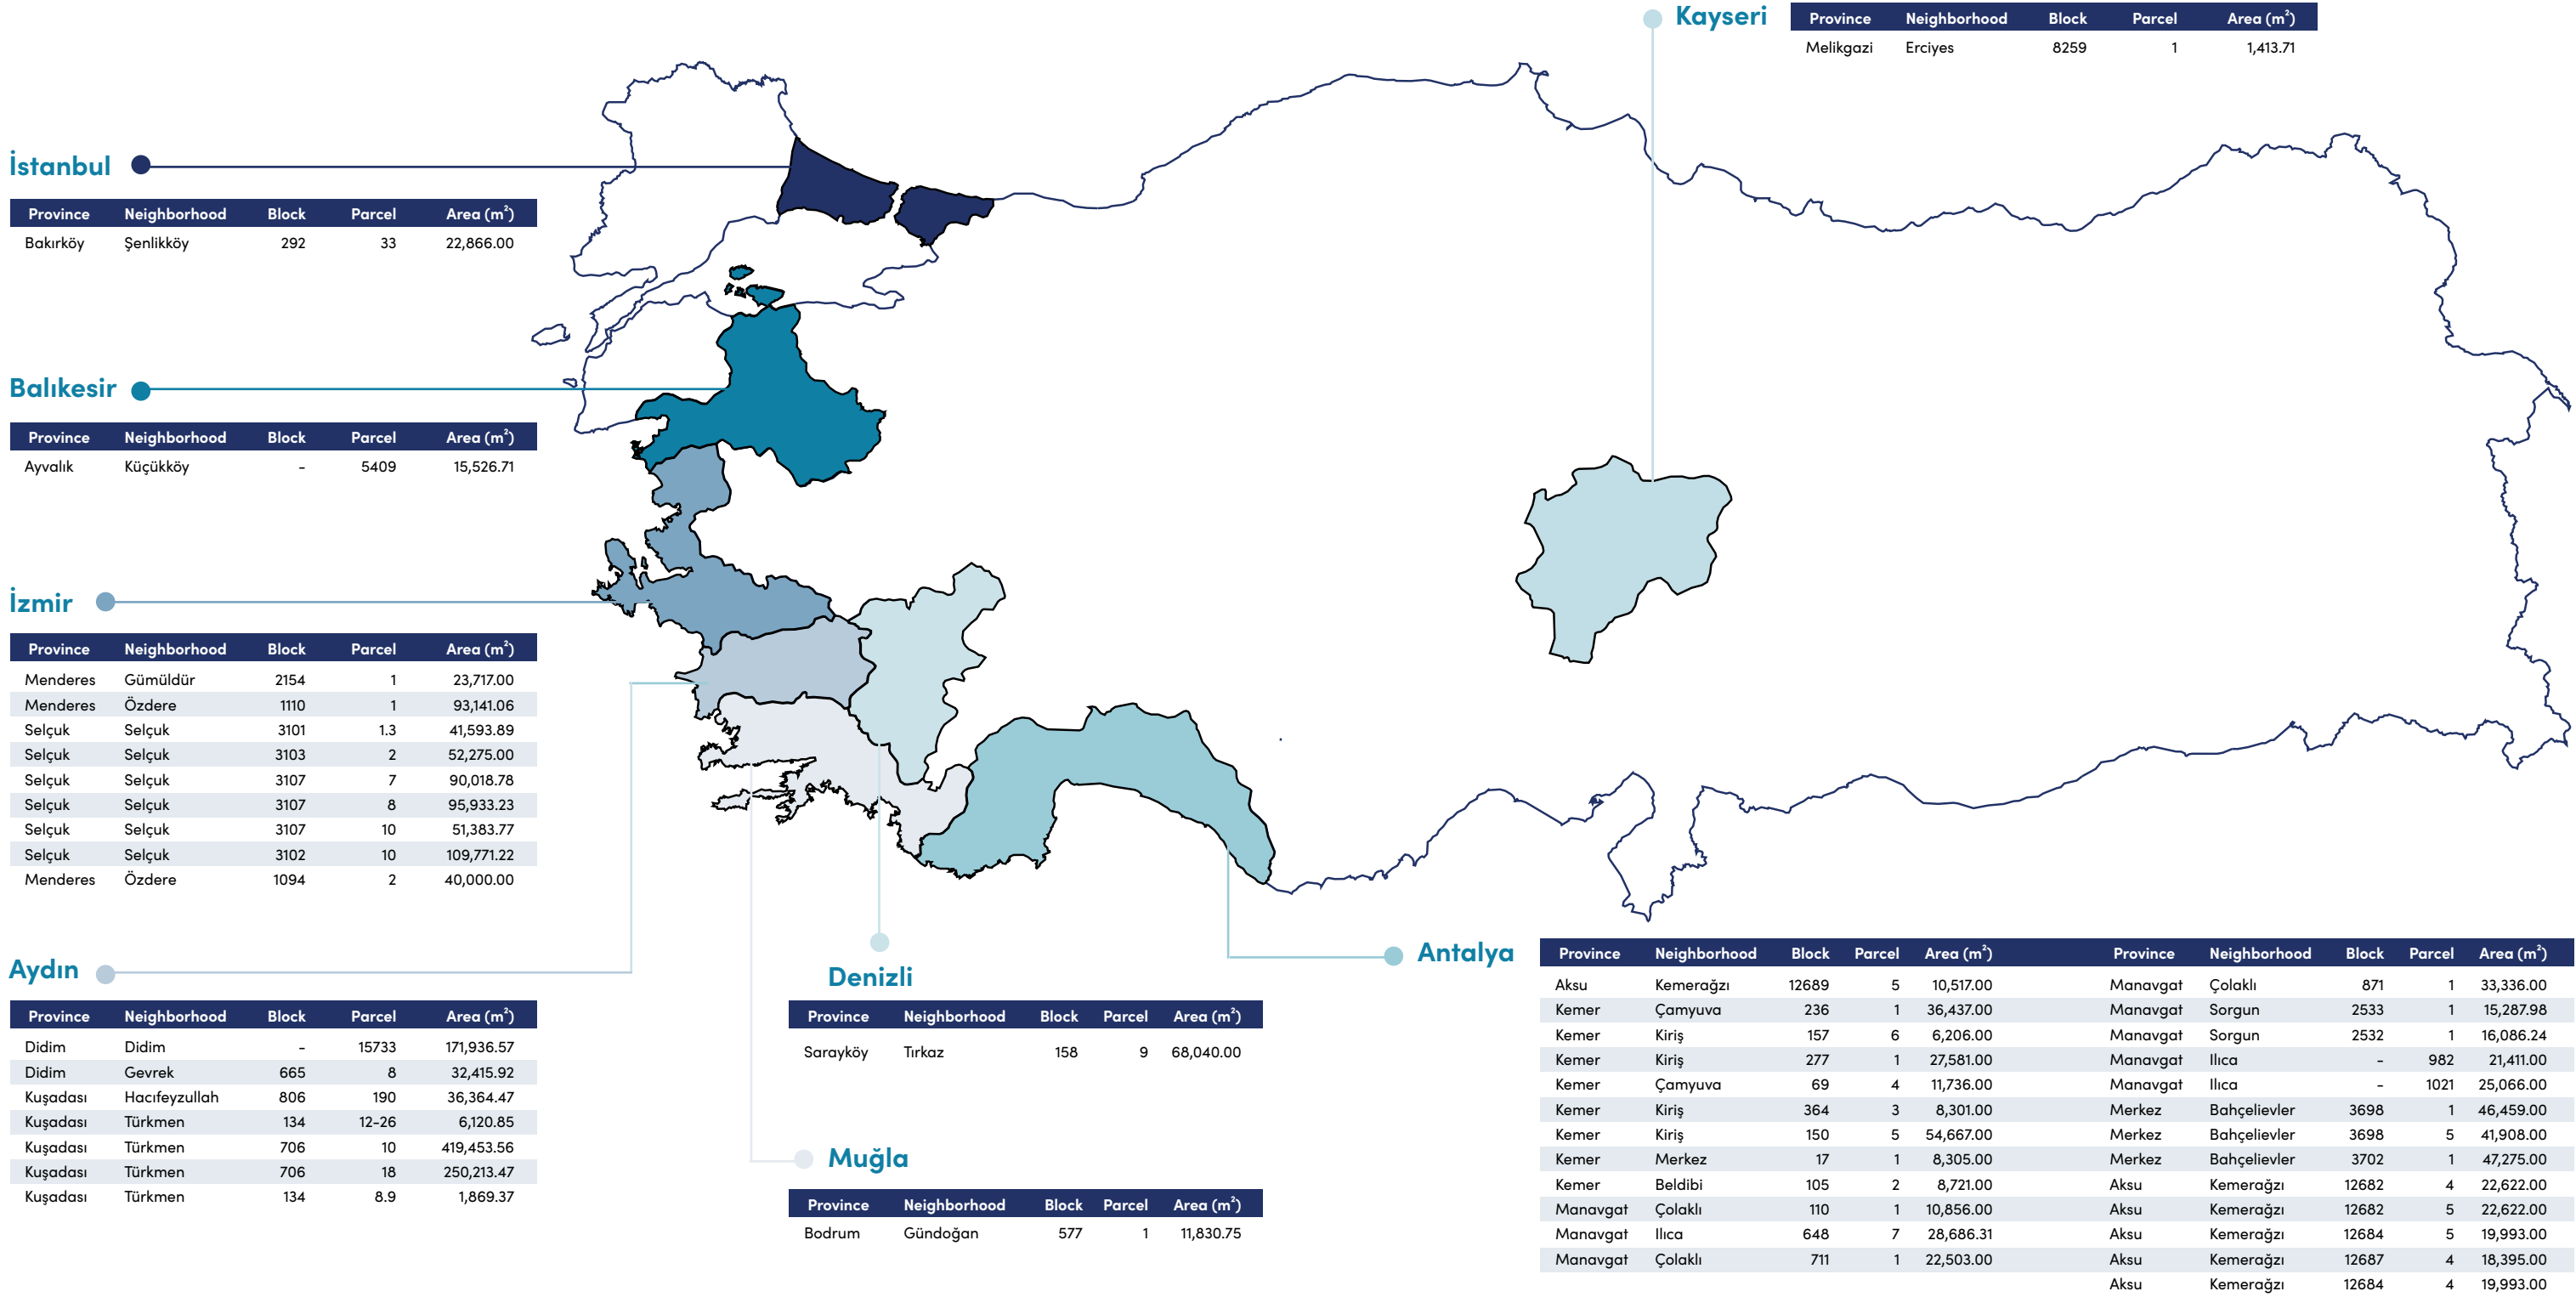 Kayseri
Province Neighborhood Block Parcel Area (m²)
Melikgazi Erciyes 8259 1 1,413.71
İstanbul
Province Neighborhood Block Parcel Area (m²)
Bakırköy Şenlikköy 292 33 22,866.00
Balıkesir
Province Neighborhood Block Parcel Area (m²)
Ayvalık Küçükköy - 5409 15,526.71
İzmir
Province Neighborhood Block Parcel Area (m²)
Menderes Gümüldür 2154 1 23,717.00
Menderes Özdere 1110 1 93,141.06
Selçuk Selçuk 3101 1.3 41,593.89
Selçuk Selçuk 3103 2 52,275.00
Selçuk Selçuk 3107 7 90,018.78
Selçuk Selçuk 3107 8 95,933.23
Selçuk Selçuk 3107 10 51,383.77
Selçuk Selçuk 3102 10 109,771.22
Menderes Özdere 1094 2 40,000.00
Aydın
Province Neighborhood Block Parcel Area (m²)
Didim Didim - 15733 171,936.57
Didim Gevrek 665 8 32,415.92
Kuşadası Hacıfeyzullah 806 190 36,364.47
Kuşadası Türkmen 134 12-26 6,120.85
Kuşadası Türkmen 706 10 419,453.56
Kuşadası Türkmen 706 18 250,213.47
Kuşadası Türkmen 134 8.9 1,869.37
Denizli
Province Neighborhood Block Parcel Area (m²)
Sarayköy Tırkaz 158 9 68,040.00
Muğla
Province Neighborhood Block Parcel Area (m²)
Bodrum Gündoğan 577 1 11,830.75
Antalya
Province Neighborhood Block Parcel Area (m²) Province Neighborhood Block Parcel Area (m²)
Aksu Kemerağzı 12689 5 10,517.00 Manavgat Çolaklı 871 1 33,336.00
Kemer Çamyuva 236 1 36,437.00 Manavgat Sorgun 2533 1 15,287.98
Kemer Kiriş 157 6 6,206.00 Manavgat Sorgun 2532 1 16,086.24
Kemer Kiriş 277 1 27,581.00 Manavgat Ilıca - 982 21,411.00
Kemer Çamyuva 69 4 11,736.00 Manavgat Ilıca - 1021 25,066.00
Kemer Kiriş 364 3 8,301.00 Merkez Bahçelievler 3698 1 46,459.00
Kemer Kiriş 150 5 54,667.00 Merkez Bahçelievler 3698 5 41,908.00
Kemer Merkez 17 1 8,305.00 Merkez Bahçelievler 3702 1 47,275.00
Kemer Beldibi 105 2 8,721.00 Aksu Kemerağzı 12682 4 22,622.00
Manavgat Çolaklı 110 1 10,856.00 Aksu Kemerağzı 12682 5 22,622.00
Manavgat Ilıca 648 7 28,686.31 Aksu Kemerağzı 12684 5 19,993.00
Manavgat Çolaklı 711 1 22,503.00 Aksu Kemerağzı 12687 4 18,395.00
Aksu Kemerağzı 12684 4 19,993.00